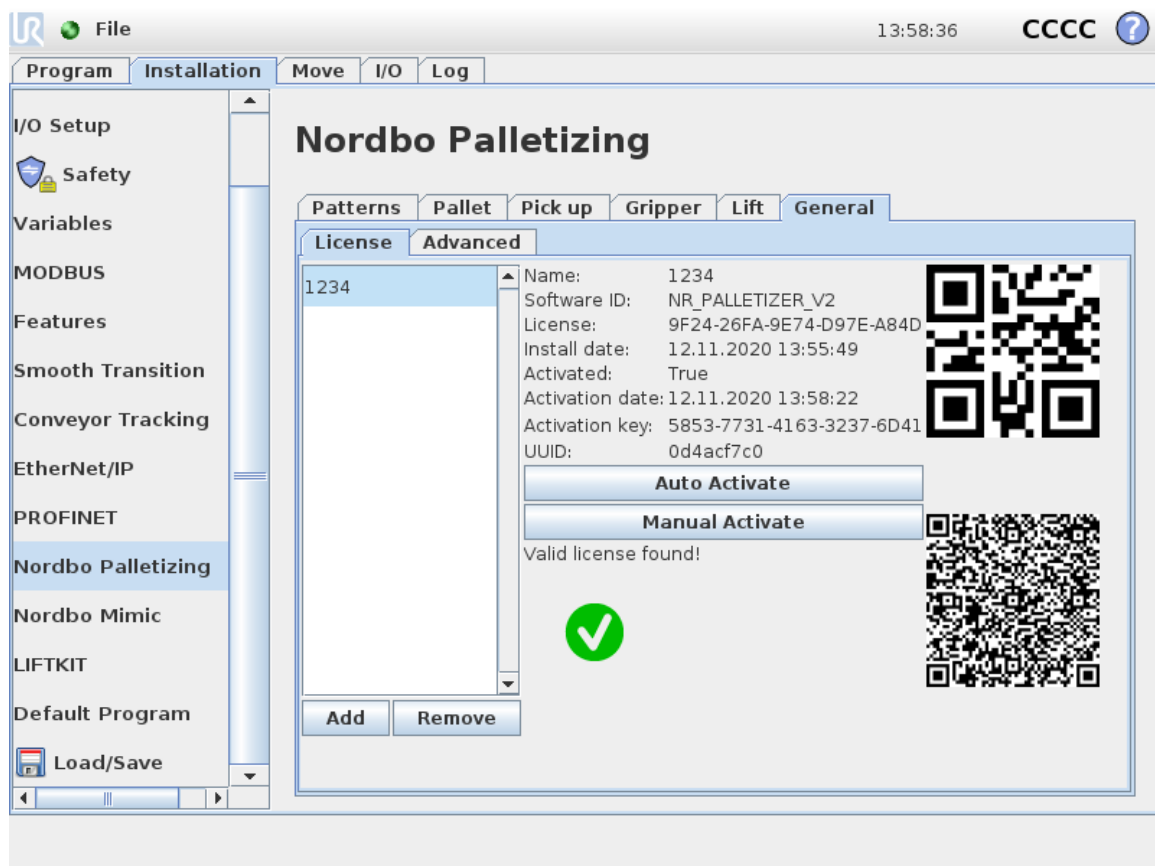 UR File 13:58:36 CCCC ?
Program Installation Move I/O Log
I/O Setup
Safety
Variables
MODBUS
Features
Smooth Transition
Conveyor Tracking
EtherNet/IP
PROFINET
Nordbo Palletizing
Nordbo Mimic
LIFTKIT
Default Program
Load/Save
Nordbo Palletizing
Patterns Pallet Pick up Gripper Lift General
License Advanced
1234
Name: 1234
Software ID: NR_PALLETIZER_V2
License: 9F24-26FA-9E74-D97E-A84D
Install date: 12.11.2020 13:55:49
Activated: True
Activation date: 12.11.2020 13:58:22
Activation key: 5853-7731-4163-3237-6D41
UUID: 0d4acf7c0
Auto Activate
Manual Activate
Valid license found!
Add Remove